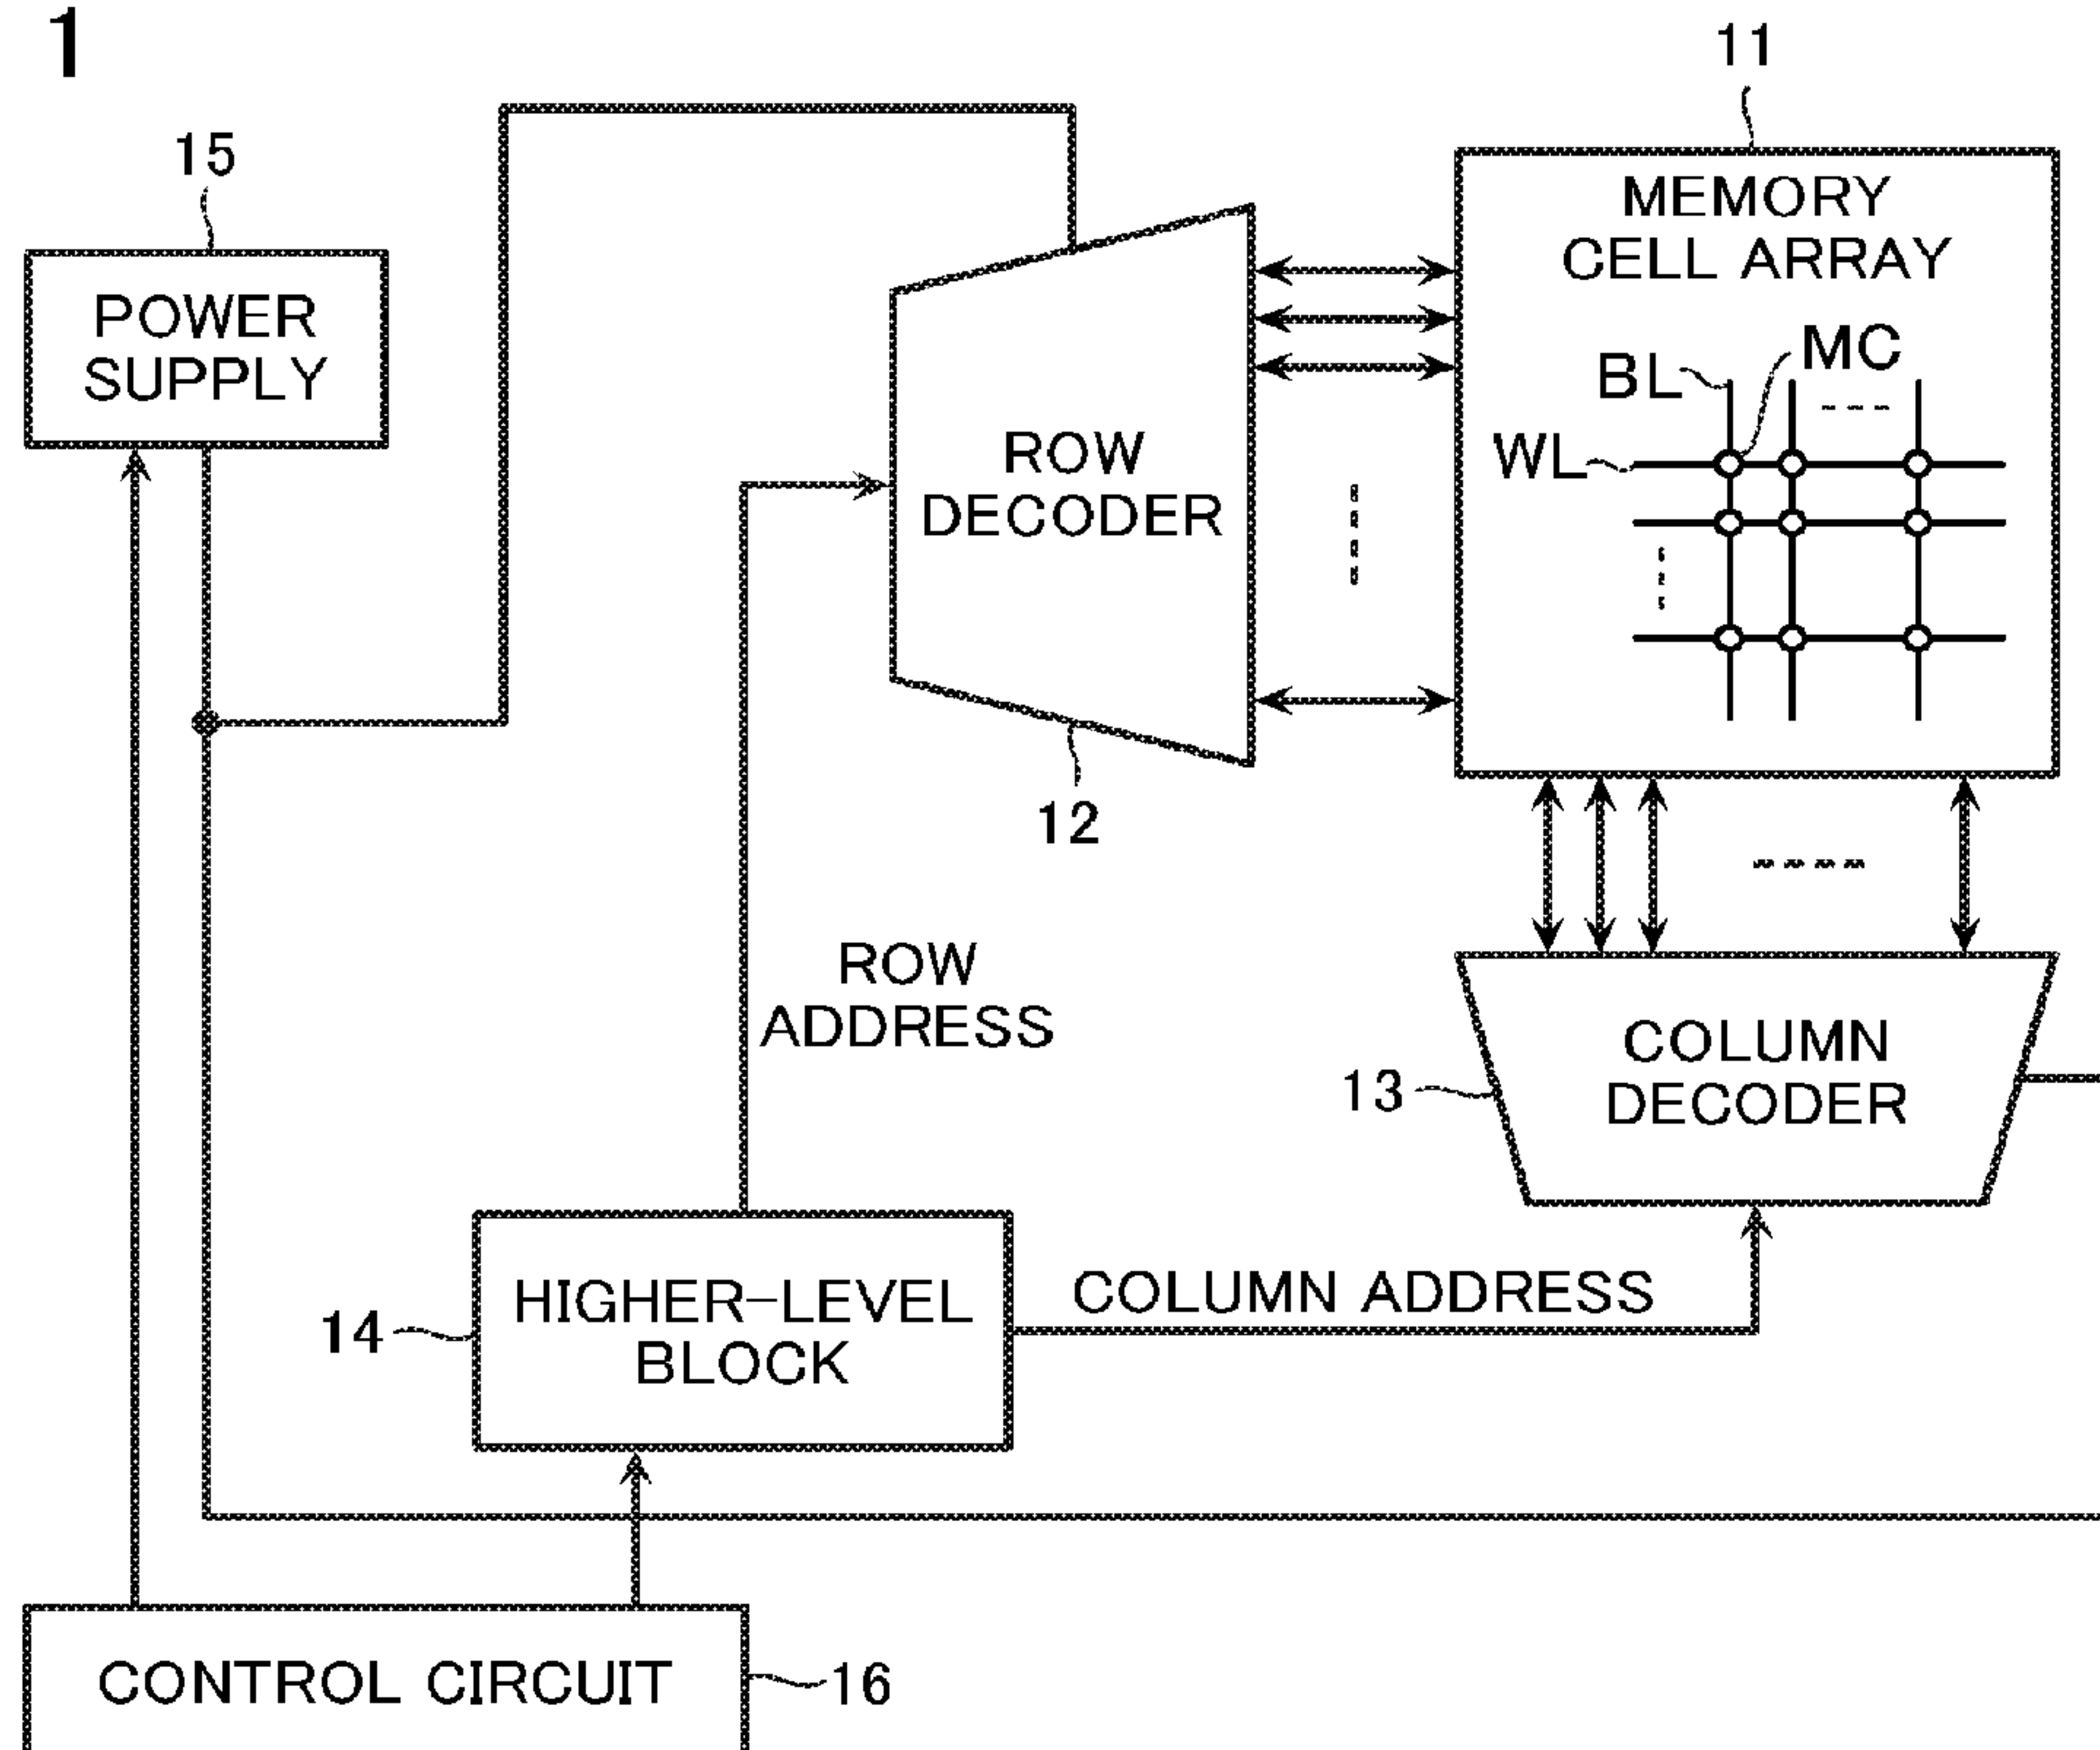 1
11
15
MEMORY
CELL ARRAY
POWER
SUPPLY
BL
MC
WL
ROW
DECODER
12
ROW
ADDRESS
COLUMN
DECODER
13
HIGHER-LEVEL
BLOCK
14
COLUMN ADDRESS
CONTROL CIRCUIT
16